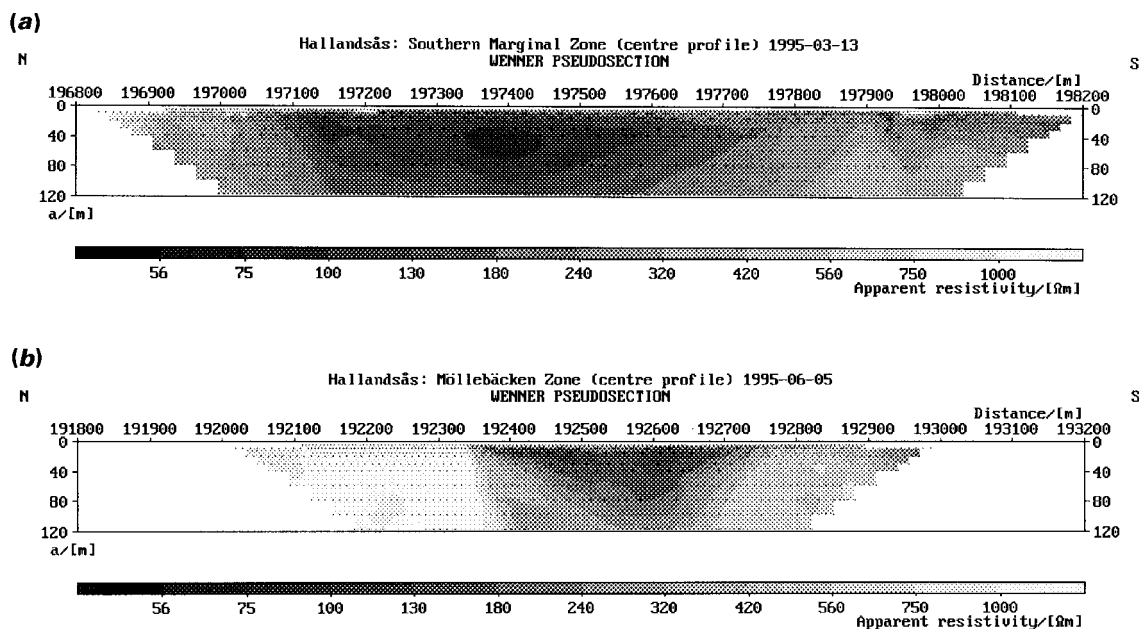 (a)
Hallandsås: Southern Marginal Zone (centre profile) 1995-03-13
N WENNER PSEUDOSECTION S
Distance/[m]
196800 196900 197000 197100 197200 197300 197400 197500 197600 197700 197800 197900 198000 198100 198200
0 0
40 40
80 80
120 120
a/[m]
56 75 100 130 180 240 320 420 560 750 1000
Apparent resistivity/[Ωm]
(b)
Hallandsås: Möllebäcken Zone (centre profile) 1995-06-05
N WENNER PSEUDOSECTION S
Distance/[m]
191800 191900 192000 192100 192200 192300 192400 192500 192600 192700 192800 192900 193000 193100 193200
0 0
40 40
80 80
120 120
a/[m]
56 75 100 130 180 240 320 420 560 750 1000
Apparent resistivity/[Ωm]